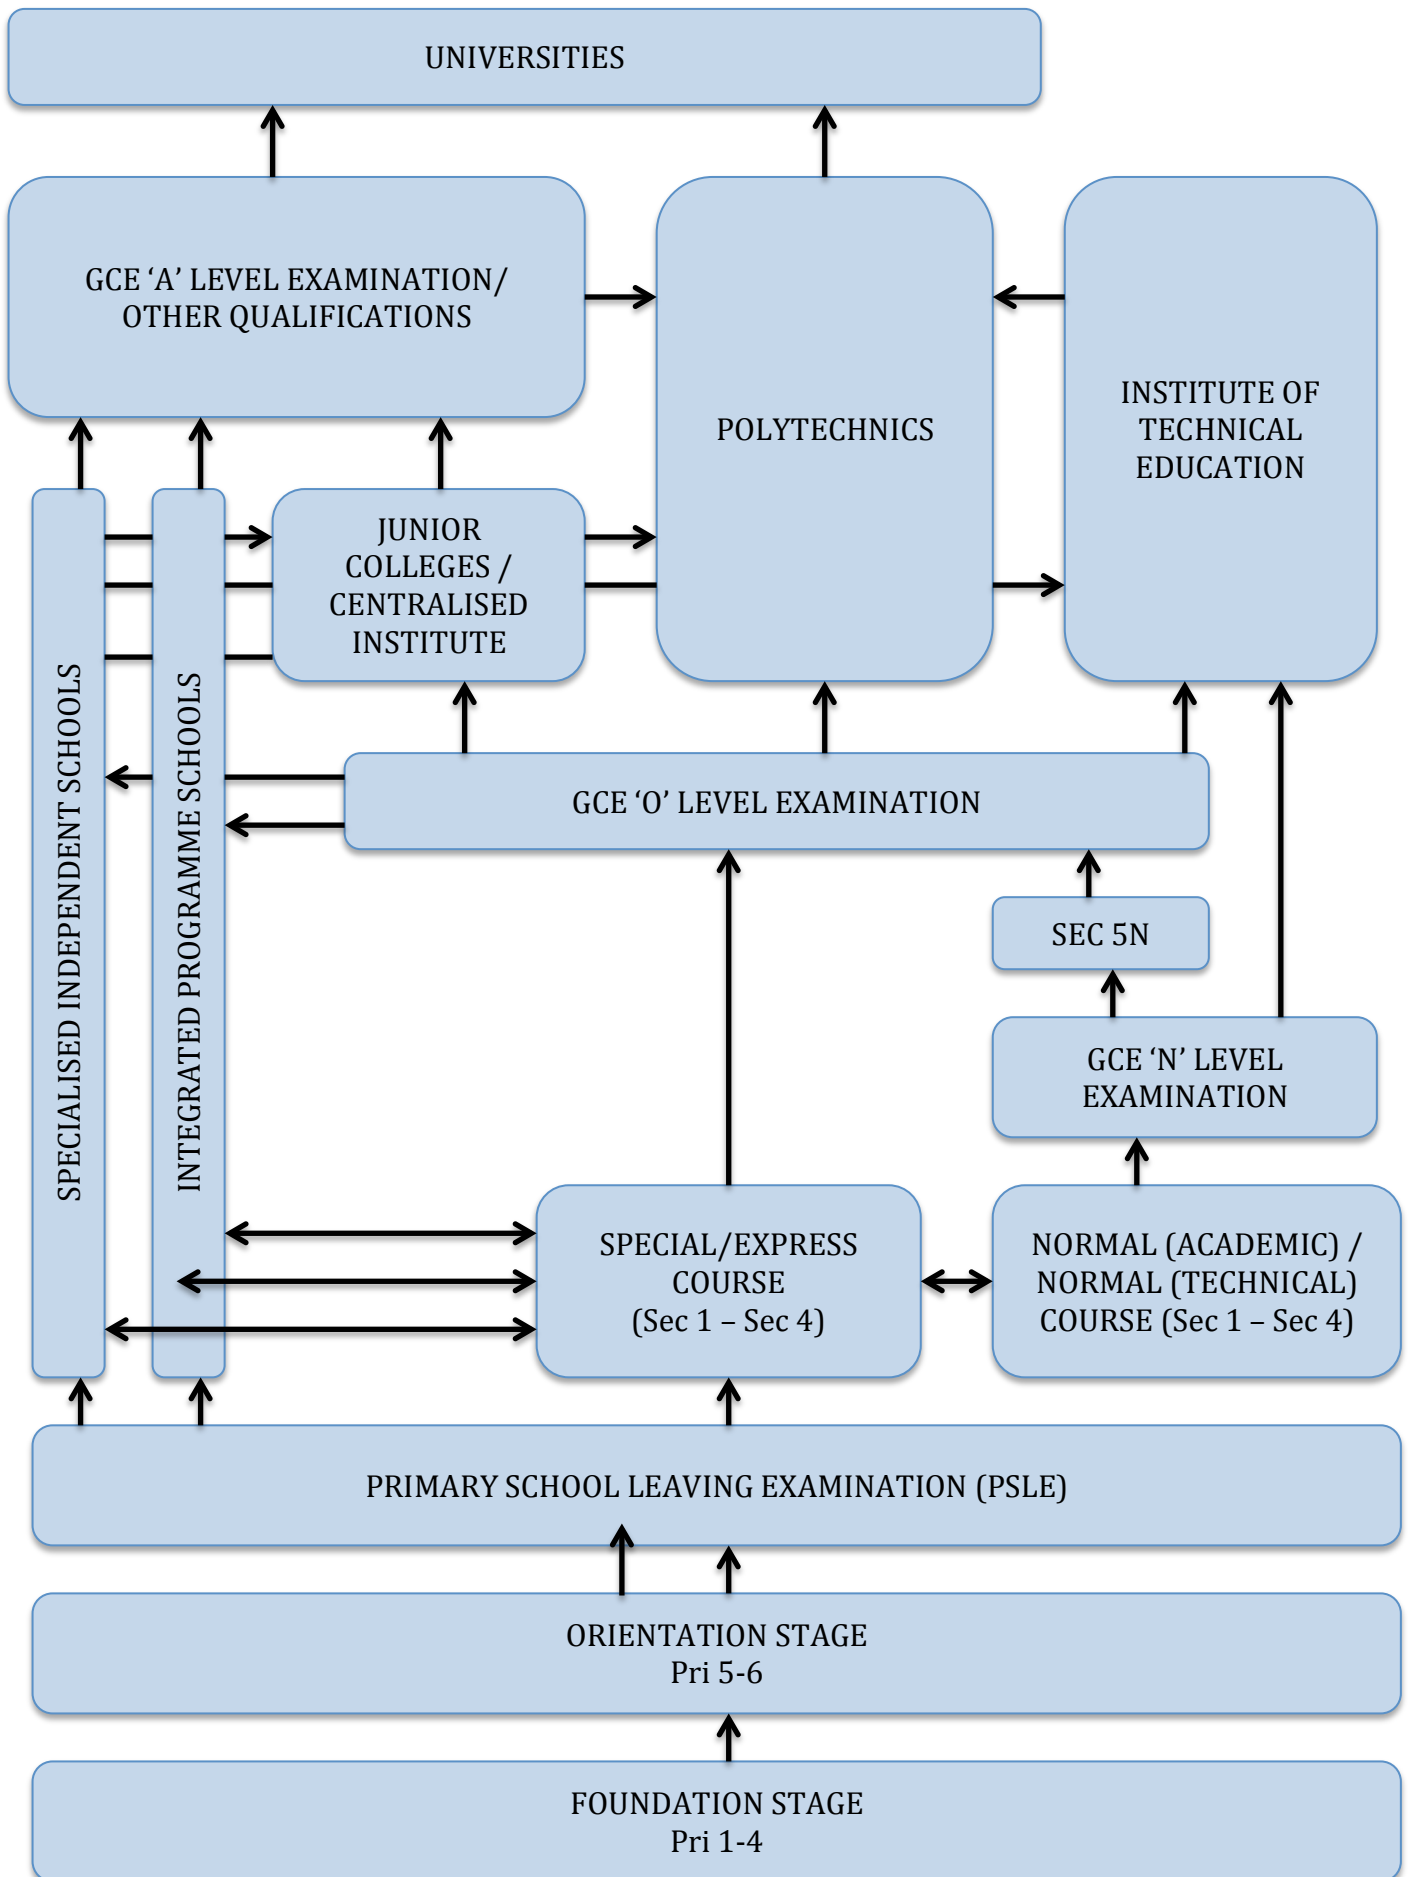 UNIVERSITIES
GCE ‘A’ LEVEL EXAMINATION/
OTHER QUALIFICATIONS
POLYTECHNICS
INSTITUTE OF
TECHNICAL
EDUCATION
JUNIOR
COLLEGES /
CENTRALISED
INSTITUTE
SPECIALISED INDEPENDENT SCHOOLS
INTEGRATED PROGRAMME SCHOOLS
GCE ‘O’ LEVEL EXAMINATION
SEC 5N
GCE ‘N’ LEVEL
EXAMINATION
SPECIAL/EXPRESS
COURSE
(Sec 1 – Sec 4)
NORMAL (ACADEMIC) /
NORMAL (TECHNICAL)
COURSE (Sec 1 – Sec 4)
PRIMARY SCHOOL LEAVING EXAMINATION (PSLE)
ORIENTATION STAGE
Pri 5-6
FOUNDATION STAGE
Pri 1-4